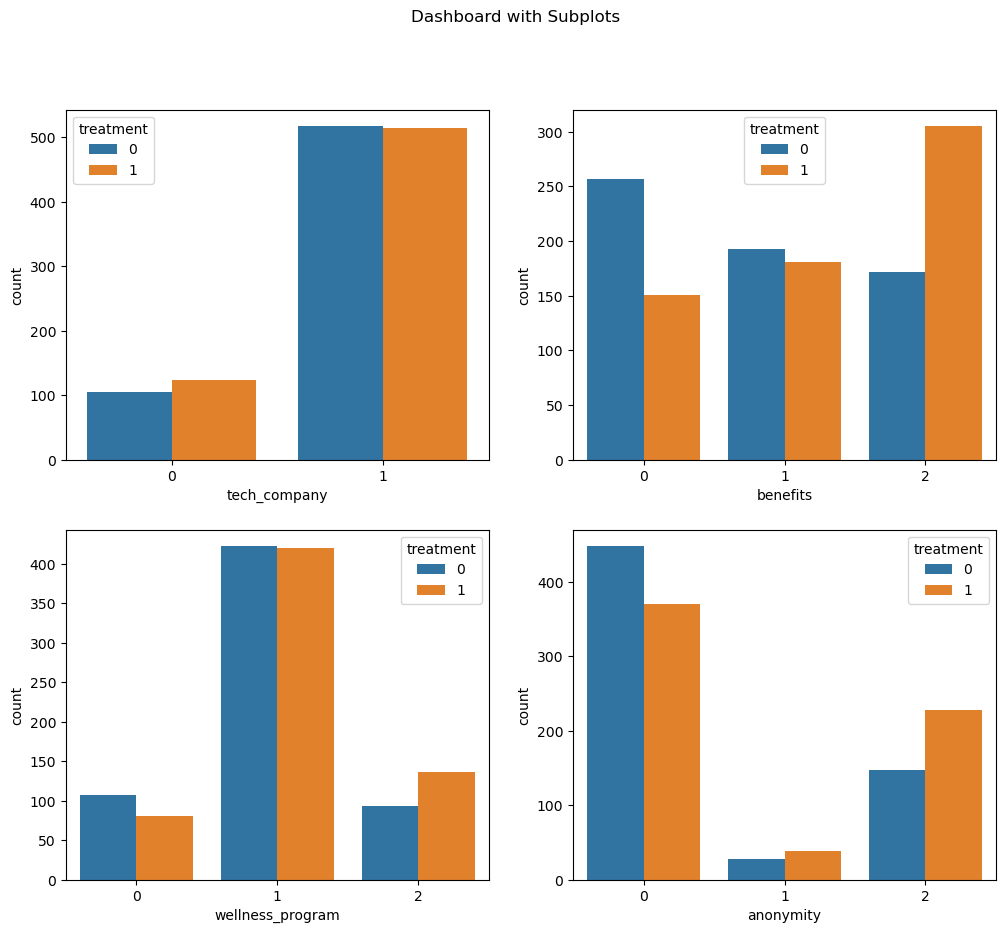 Dashboard with Subplots
treatment
0
1
500
400
300
200
100
0
count
0 1
tech_company
treatment
0
1
300
250
200
150
100
50
0
count
0 1 2
benefits
treatment
0
1
400
350
300
250
200
150
100
50
0
count
0 1 2
wellness_program
treatment
0
1
400
300
200
100
0
count
0 1 2
anonymity